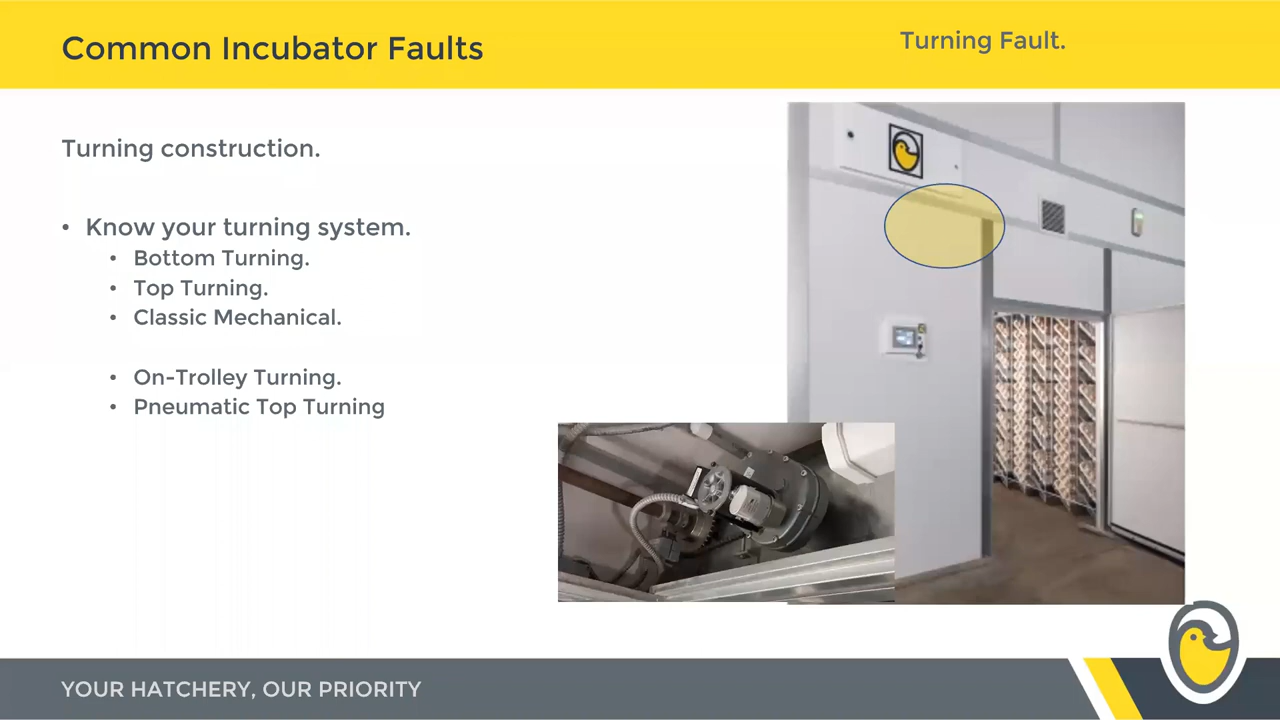 Common Incubator Faults
Turning Fault.
Turning construction.
• Know your turning system.
• Bottom Turning.
• Top Turning.
• Classic Mechanical.
• On-Trolley Turning.
• Pneumatic Top Turning
YOUR HATCHERY, OUR PRIORITY